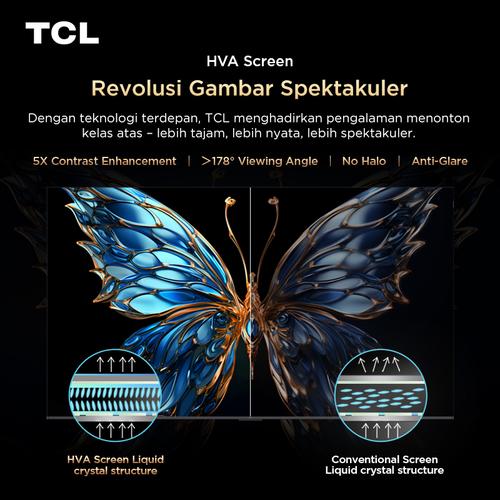 TCL
HVA Screen
Revolusi Gambar Spektakuler
Dengan teknologi terdepan, TCL menghadirkan pengalaman menonton
kelas atas – lebih tajam, lebih nyata, lebih spektakuler.
5X Contrast Enhancement | >178° Viewing Angle | No Halo | Anti-Glare
HVA Screen Liquid
crystal structure
Conventional Screen
Liquid crystal structure